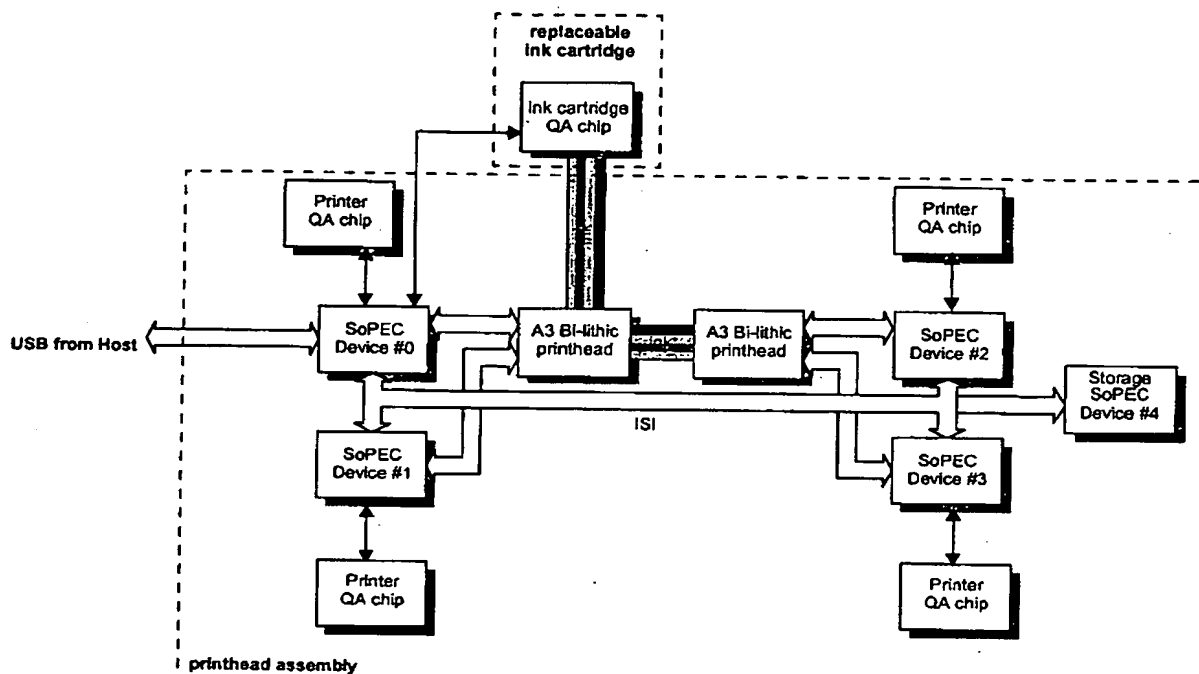 replaceable
ink cartridge
Ink cartridge
QA chip
Printer
QA chip
Printer
QA chip
SoPEC
Device #0
A3 Bi-lithic
printhead
A3 Bi-lithic
printhead
SoPEC
Device #2
USB from Host
Storage
SoPEC
Device #4
ISI
SoPEC
Device #1
SoPEC
Device #3
Printer
QA chip
Printer
QA chip
printhead assembly